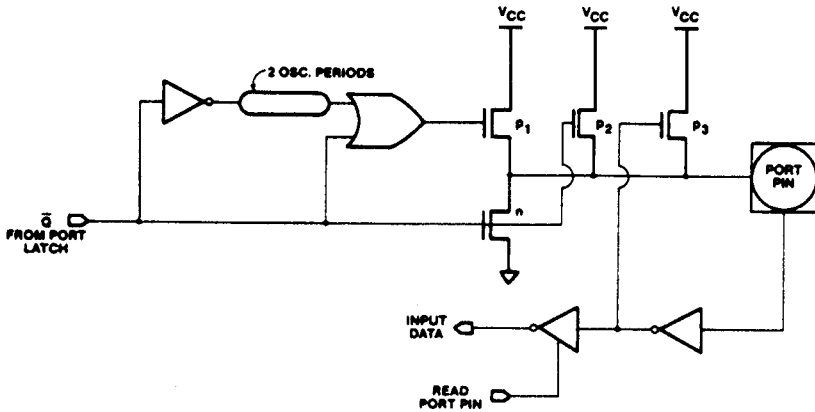 VCC
VCC
VCC
2 OSC. PERIODS
P1
P2
P3
PORT
PIN
n
Q̅
FROM PORT
LATCH
INPUT
DATA
READ
PORT PIN